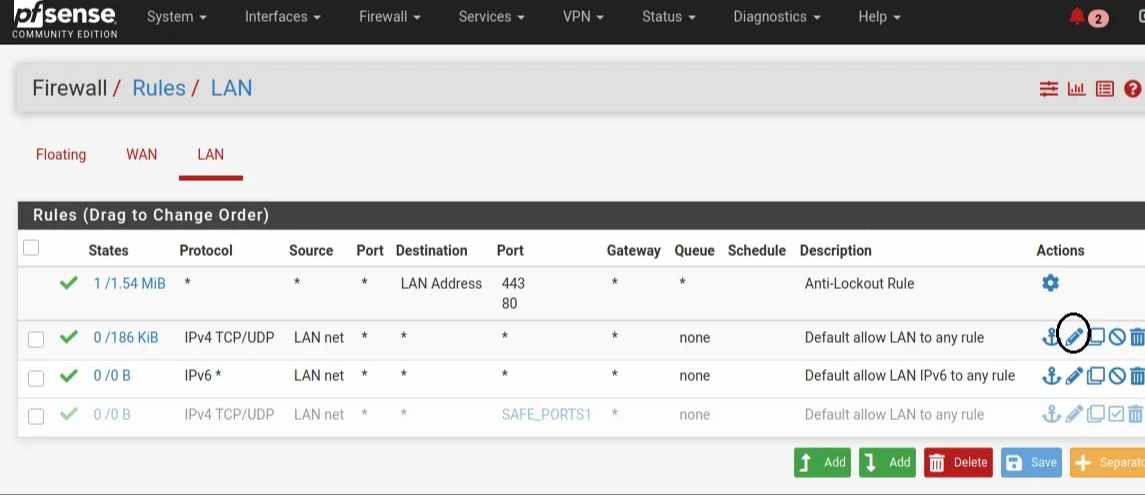 pfsense System Interfaces Firewall Services VPN Status Diagnostics Help 2
COMMUNITY EDITION
Firewall / Rules / LAN
Floating WAN LAN
Rules (Drag to Change Order)
States Protocol Source Port Destination Port Gateway Queue Schedule Description Actions
1 /1.54 MiB * * * LAN Address 443 * * Anti-Lockout Rule
80
0 /186 KiB IPv4 TCP/UDP LAN net * * * * none Default allow LAN to any rule
0 /0 B IPv6 * LAN net * * * * none Default allow LAN IPv6 to any rule
0 /0 B IPv4 TCP/UDP LAN net * * SAFE_PORTS1 * none Default allow LAN to any rule
Add Add Delete Save Separato